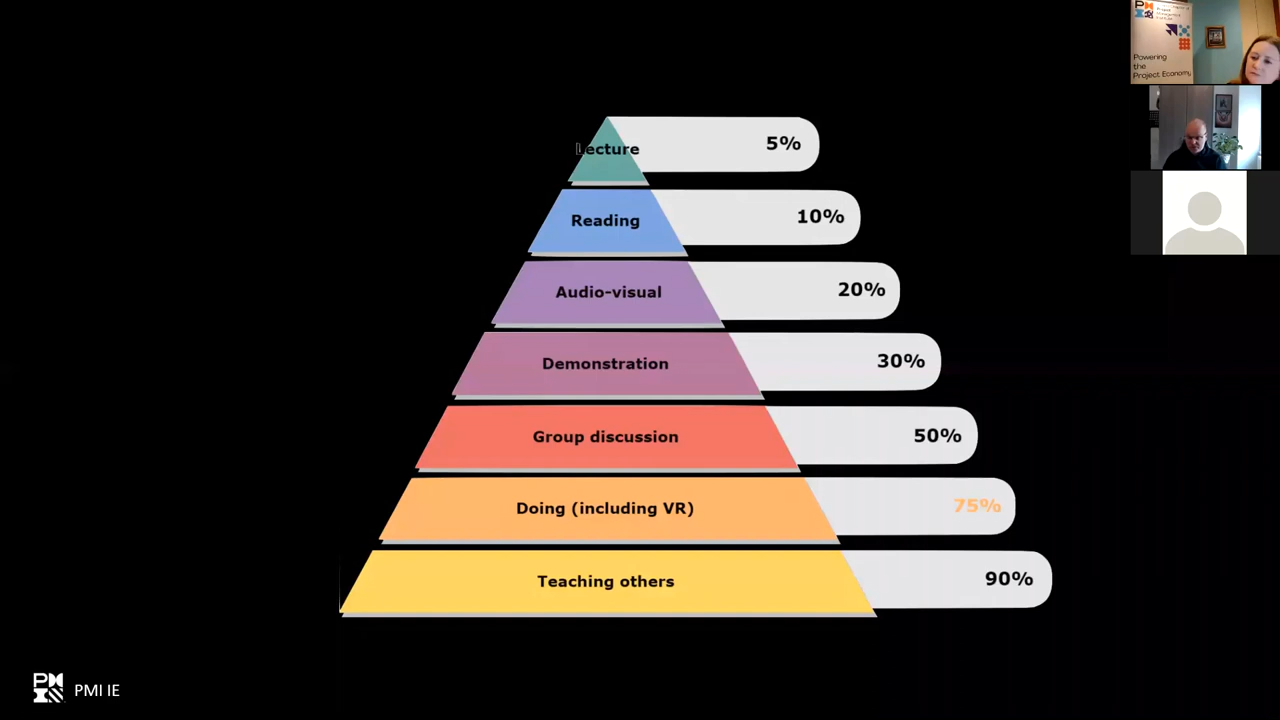 Lecture 5%
Reading 10%
Audio-visual 20%
Demonstration 30%
Group discussion 50%
Doing (including VR) 75%
Teaching others 90%
PMI IE
Powering
the
Project Economy